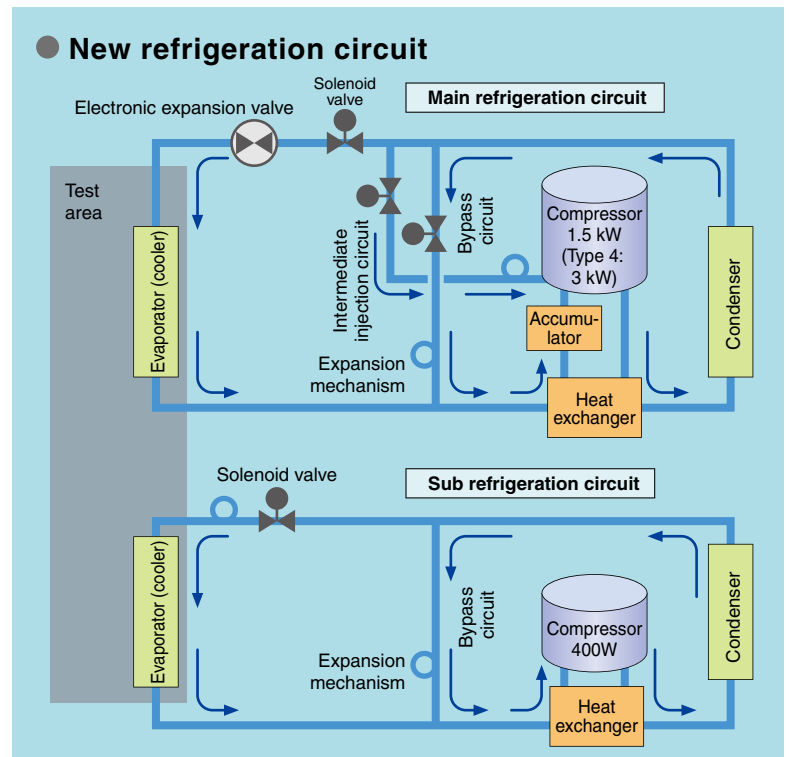 New refrigeration circuit
Solenoid
valve
Electronic expansion valve
Main refrigeration circuit
Test
area
Evaporator (cooler)
Intermediate
injection circuit
Bypass
circuit
Compressor
1.5 kW
(Type 4:
3 kW)
Accumu-
lator
Condenser
Expansion
mechanism
Heat
exchanger
Solenoid valve
Sub refrigeration circuit
Evaporator (cooler)
Bypass
circuit
Compressor
400W
Condenser
Expansion
mechanism
Heat
exchanger